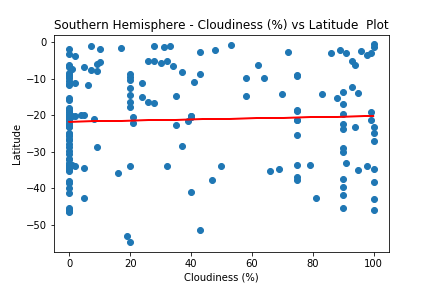 Southern Hemisphere - Cloudiness (%) vs Latitude  Plot
0
−10
−20
−30
−40
−50
Latitude
0 20 40 60 80 100
Cloudiness (%)